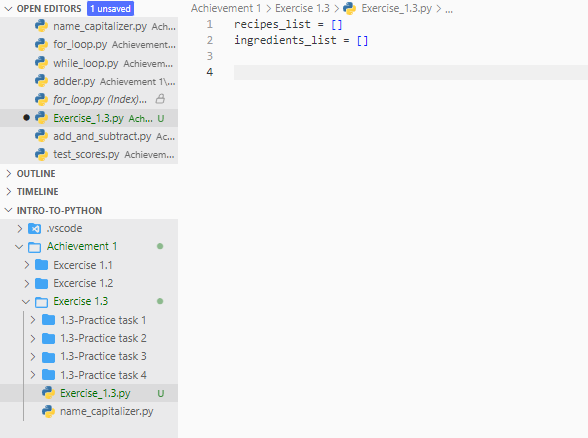 OPEN EDITORS 1 unsaved
name_capitalizer.py Ach...
for_loop.py Achievement...
while_loop.py Achievem...
adder.py Achievement 1\...
for_loop.py (Index)...
Exercise_1.3.py Ach... U
add_and_subtract.py Ac...
test_scores.py Achievem...
OUTLINE
TIMELINE
INTRO-TO-PYTHON
.vscode
Achievement 1
Excercise 1.1
Excercise 1.2
Exercise 1.3
1.3-Practice task 1
1.3-Practice task 2
1.3-Practice task 3
1.3-Practice task 4
Exercise_1.3.py U
name_capitalizer.py
Achievement 1 > Exercise 1.3 > Exercise_1.3.py > ...
1 recipes_list = []
2 ingredients_list = []
3
4